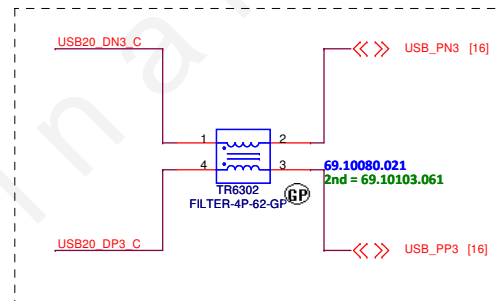 USB20_DN3_C
USB_PN3 [16]
1 2
4 3
69.10080.021
2nd = 69.10103.061
TR6302
FILTER-4P-62-GP
GP
USB20_DP3_C
USB_PP3 [16]